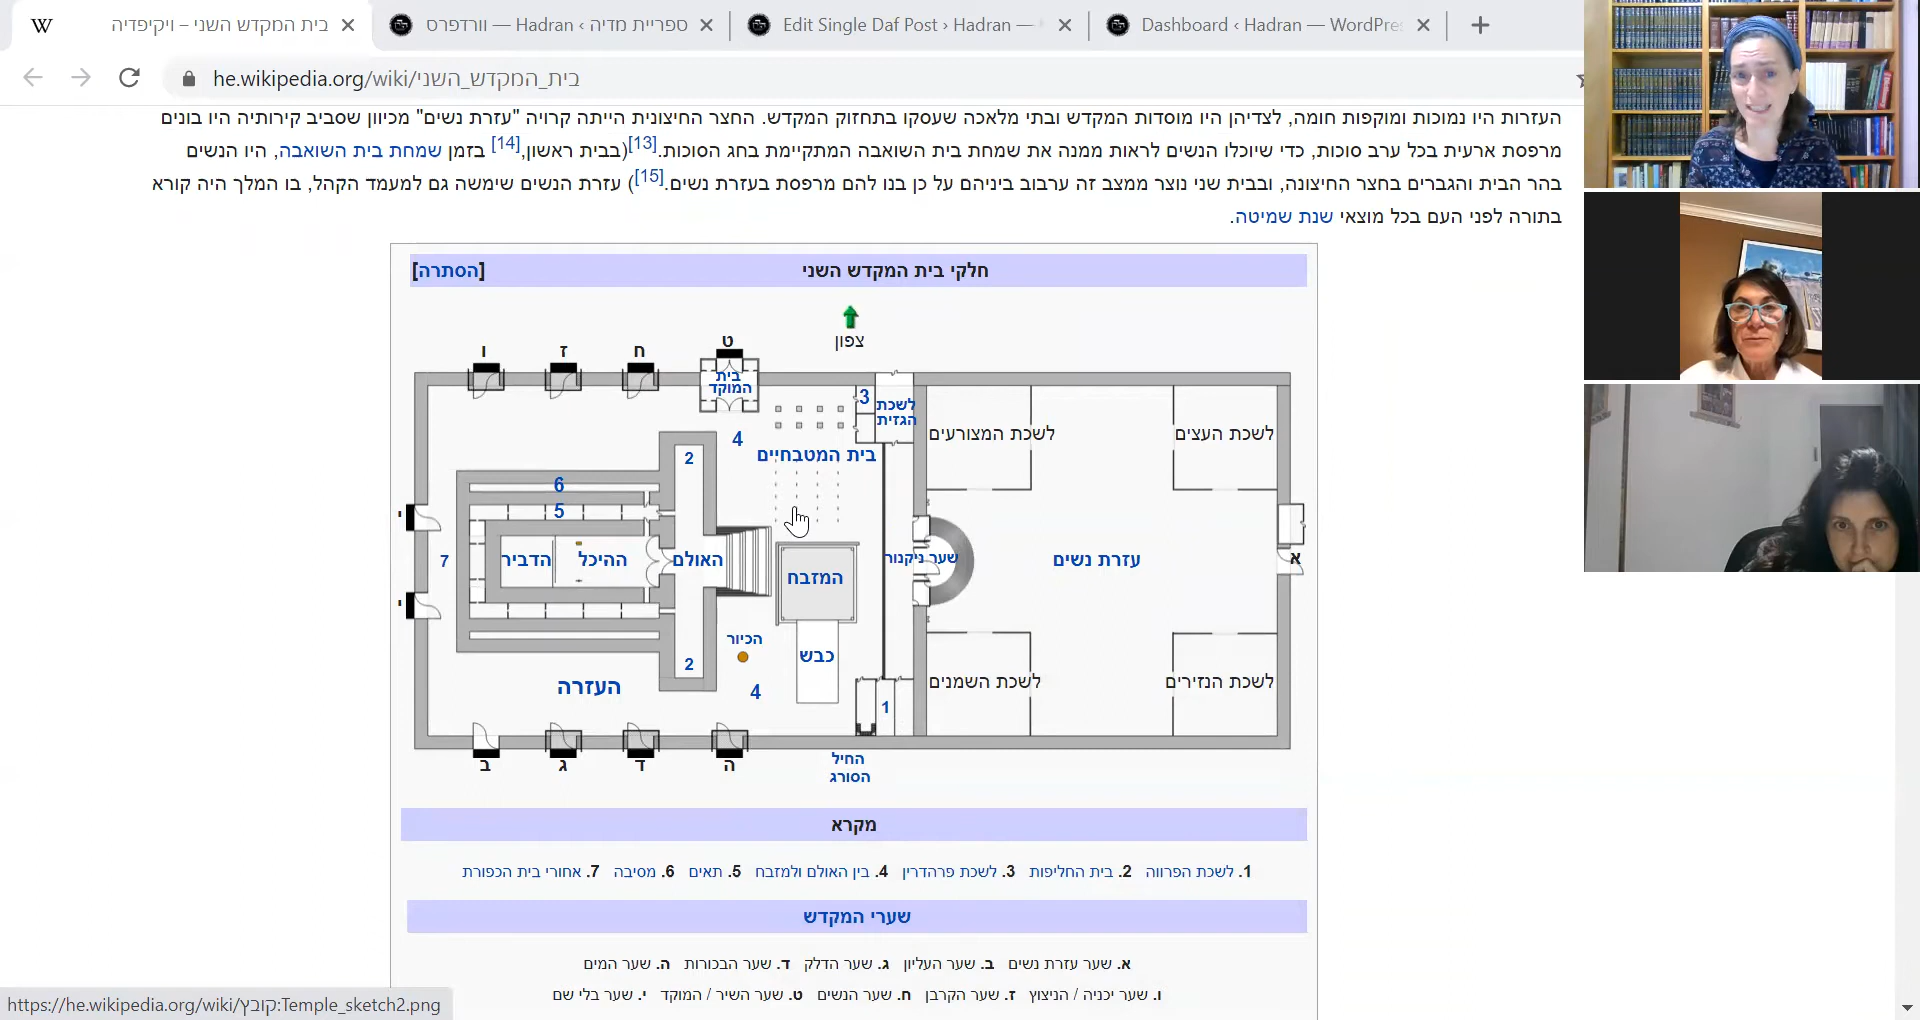 בית המקדש השני – ויקיפדיה
ספריית מדיה ‹ Hadran — וורדפרס
Edit Single Daf Post ‹ Hadran —
Dashboard ‹ Hadran — WordPres
he.wikipedia.org/wiki/בית_המקדש_השני
העזרות היו נמוכות ומוקפות חומה, לצדיהן היו מוסדות המקדש ובתי מלאכה שעסקו בתחזוק המקדש. החצר החיצונית הייתה קרויה "עזרת נשים" מכיוון שסביב קירותיה היו בונים
מרפסת ארעית בכל ערב סוכות, כדי שיוכלו הנשים לראות ממנה את שמחת בית השואבה המתקיימת בחג הסוכות.[13](בבית ראשון,[14] בזמן שמחת בית השואבה, היו הנשים
בהר הבית והגברים בחצר החיצונה, ובבית שני נוצר ממצב זה ערבוב ביניהם על כן בנו להם מרפסת בעזרת נשים.[15]) עזרת הנשים שימשה גם למעמד הקהל, בו המלך היה קורא
בתורה לפני העם בכל מוצאי שנת שמיטה.
חלקי בית המקדש השני
[הסתרה]
צפון
ט
ח
ז
ו
בית
המוקד
3
לשכת
הגזית
לשכת העצים
לשכת המצורעים
4
בית המטבחיים
2
6
5
י
7
הדביר
ההיכל
האולם
המזבח
שער ניקנור
עזרת נשים
א
י
הכיור
כבש
2
4
העזרה
1
לשכת השמנים
לשכת הנזירים
ב
ג
ד
ה
החיל
הסורג
מקרא
1. לשכת הפרווה 2. בית החליפות 3. לשכת פרהדרין 4. בין האולם ולמזבח 5. תאים 6. מסיבה 7. אחורי בית הכפורת
שערי המקדש
א. שער עזרת נשים ב. שער העליון ג. שער הדלק ד. שער הבכורות ה. שער המים
ו. שער יכניה / הניצוץ ז. שער הקרבן ח. שער הנשים ט. שער השיר / המוקד י. שער בלי שם
https://he.wikipedia.org/wiki/קובץ:Temple_sketch2.png